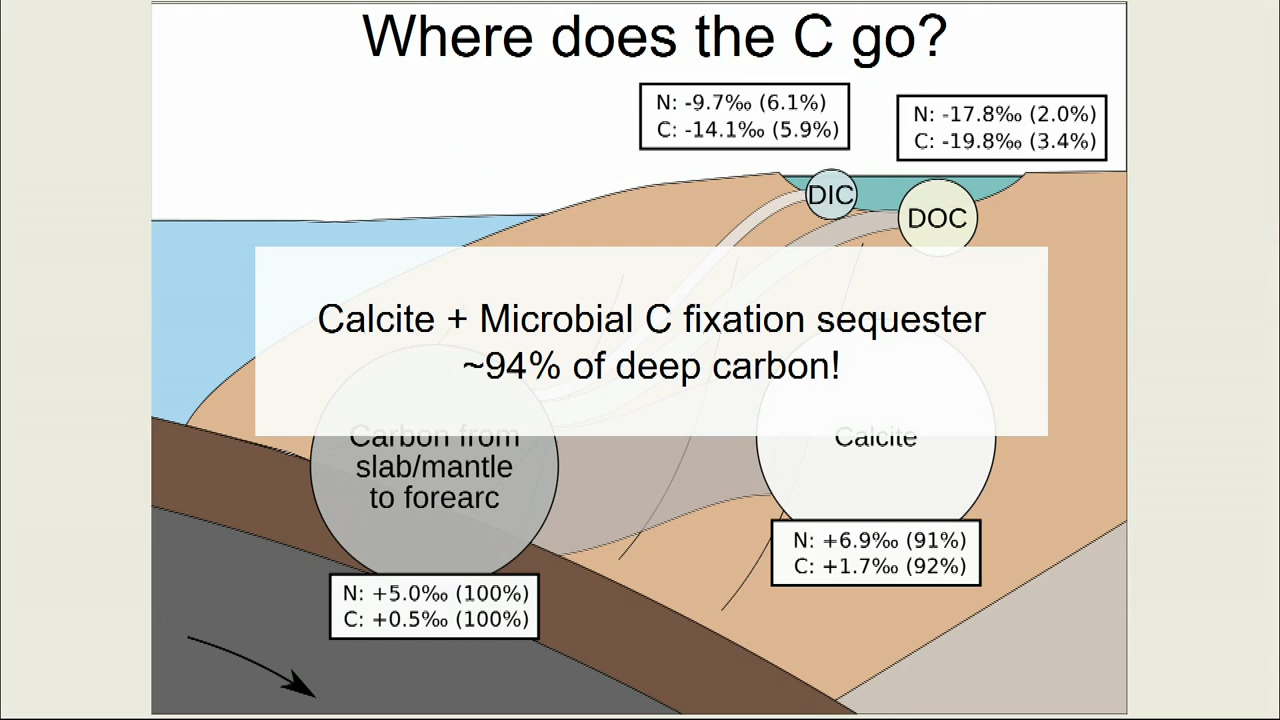 Where does the C go?
N: -9.7‰ (6.1%)
C: -14.1‰ (5.9%)
N: -17.8‰ (2.0%)
C: -19.8‰ (3.4%)
DIC
DOC
Calcite + Microbial C fixation sequester
~94% of deep carbon!
Carbon from
slab/mantle
to forearc
Calcite
N: +6.9‰ (91%)
C: +1.7‰ (92%)
N: +5.0‰ (100%)
C: +0.5‰ (100%)